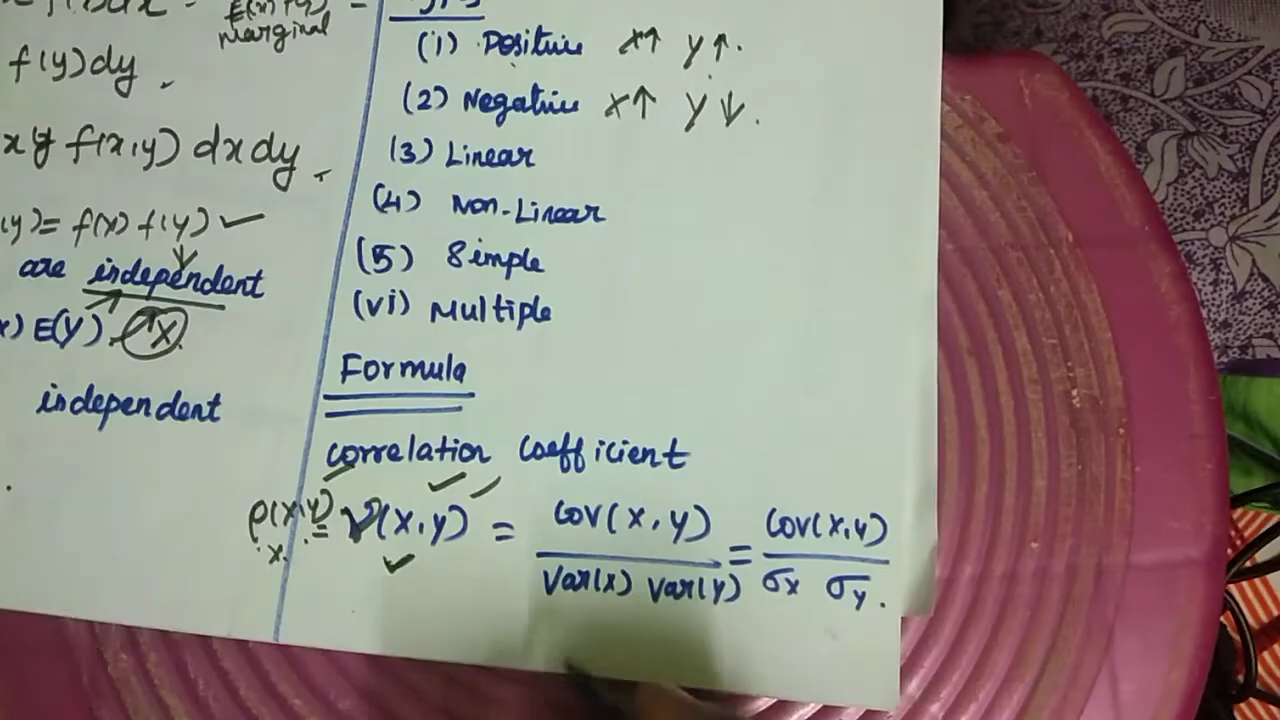 E(x) E(y) =
marginal
f(y)dy.
xy f(x,y) dxdy.
(y) = f(x) f(y) ✓
are independent
x) E(Y). X.
independent
(1) Positive X↑ Y↑.
(2) Negative X↑ Y↓.
(3) Linear
(4) Non-Linear
(5) Simple
(vi) Multiple
Formula
Correlation Coefficient
ρ(X,Y) = r(X,Y) = Cov(X,Y) / Var(X) Var(Y) = Cov(X,Y) / σx σy.